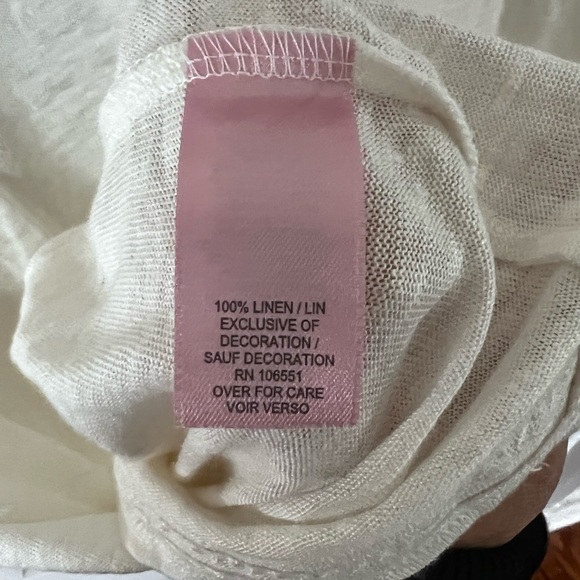 100% LINEN / LIN
EXCLUSIVE OF
DECORATION /
SAUF DECORATION
RN 106551
OVER FOR CARE
VOIR VERSO